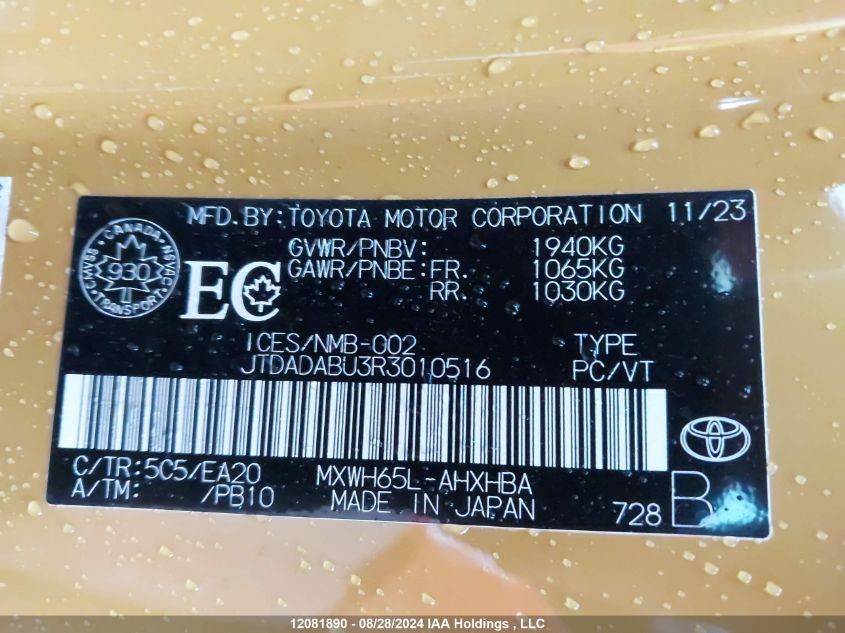 MFD. BY: TOYOTA MOTOR CORPORATION 11/23
GVWR/PNBV: 1940KG
GAWR/PNBE: FR. 1065KG
RR. 1030KG
CANADA
930
TRANSPORT
CMVSS NSVAC
EC
ICES/NMB-002 TYPE
JTDADABU3R3010516 PC/VT
C/TR: 5C5/EA20 MXWH65L-AHXHBA
A/TM: /PB10 MADE IN JAPAN 728 B
12081890 - 08/28/2024 IAA Holdings , LLC